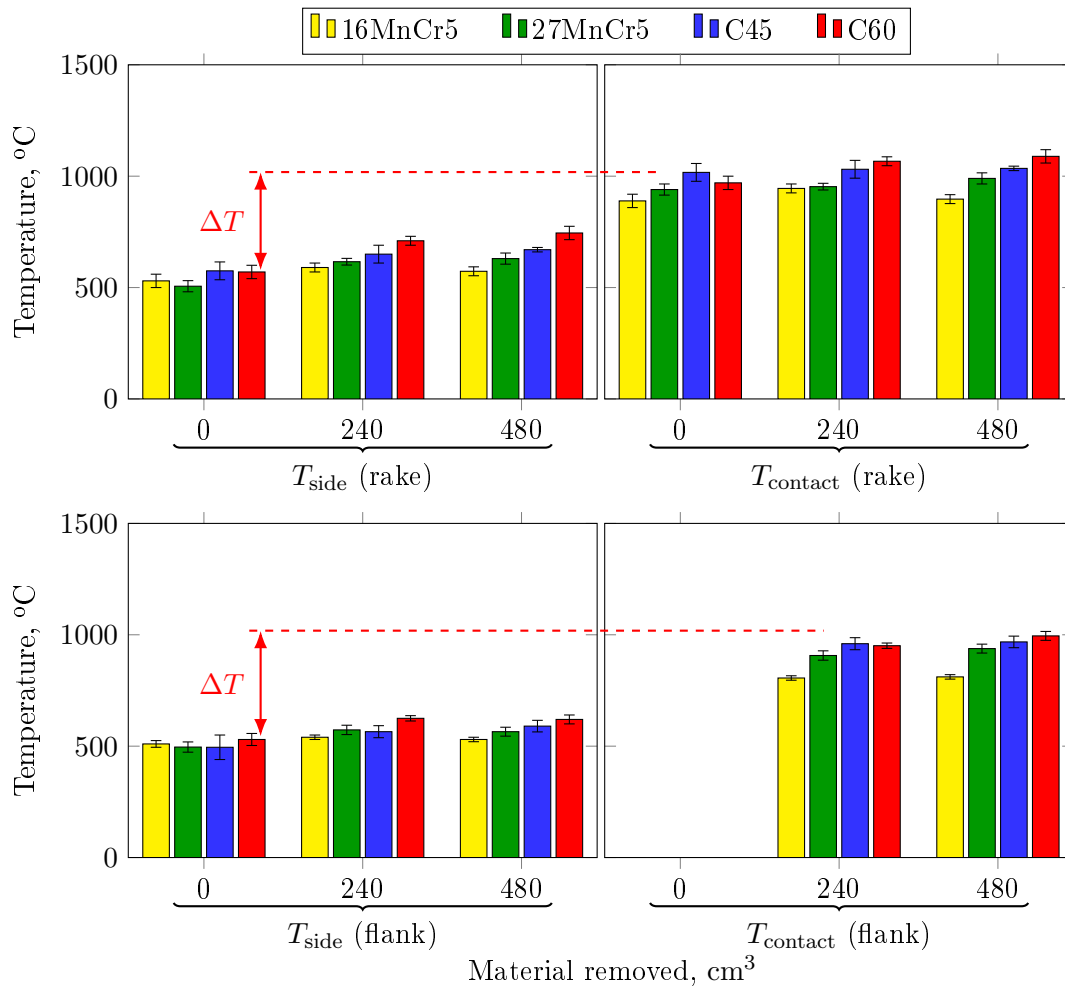 16MnCr5 27MnCr5 C45 C60
1500
1000
500
0
Temperature, °C
ΔT
0 240 480 0 240 480
T_side (rake) T_contact (rake)
1500
1000
500
0
Temperature, °C
ΔT
0 240 480 0 240 480
T_side (flank) T_contact (flank)
Material removed, cm³